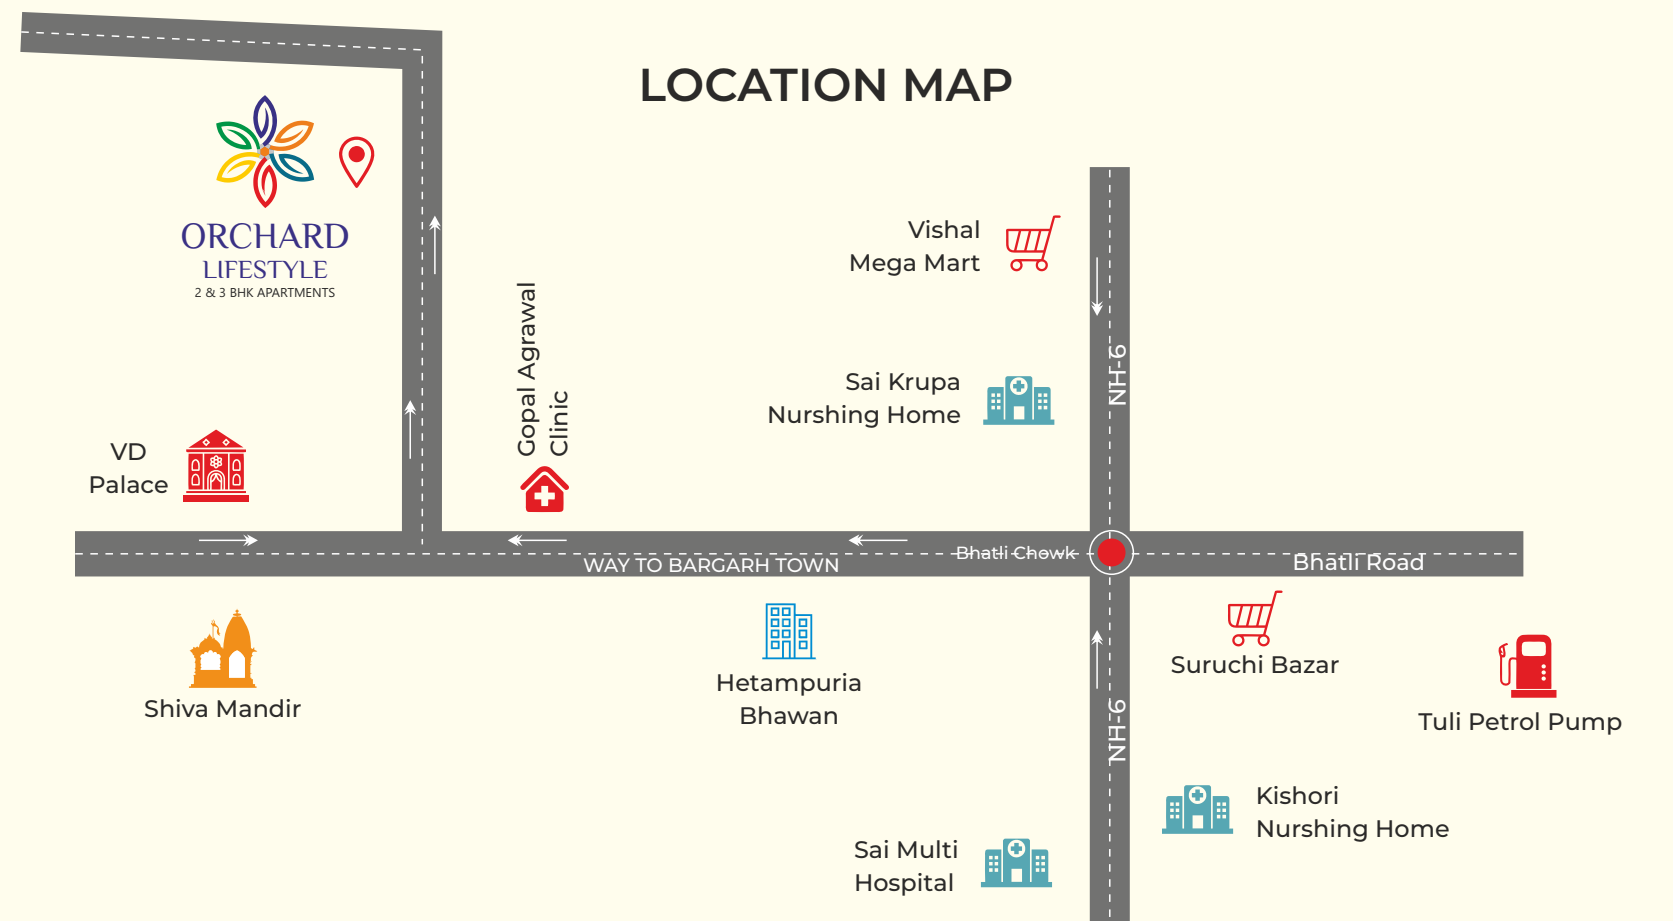 LOCATION MAP
ORCHARD
LIFESTYLE
2 & 3 BHK APARTMENTS
Vishal
Mega Mart
NH-6
Sai Krupa
Nurshing Home
Gopal Agrawal
Clinic
VD
Palace
Bhatli Chowk
WAY TO BARGARH TOWN
Bhatli Road
Shiva Mandir
Hetampuria
Bhawan
Suruchi Bazar
Tuli Petrol Pump
NH-6
Kishori
Nurshing Home
Sai Multi
Hospital